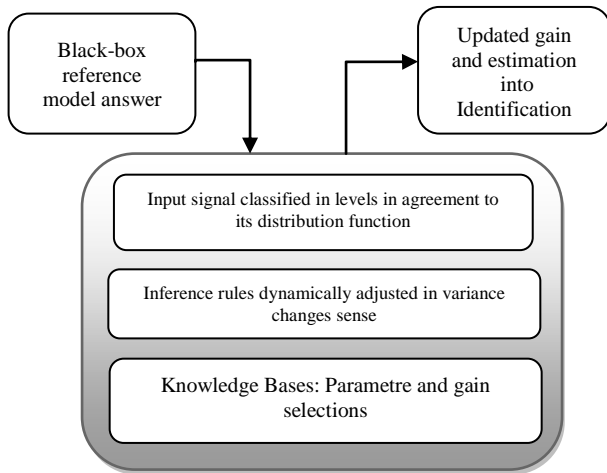 Black-box
reference
model answer
Updated gain
and estimation
into
Identification
Input signal classified in levels in agreement to
its distribution function
Inference rules dynamically adjusted in variance
changes sense
Knowledge Bases: Parametre and gain
selections